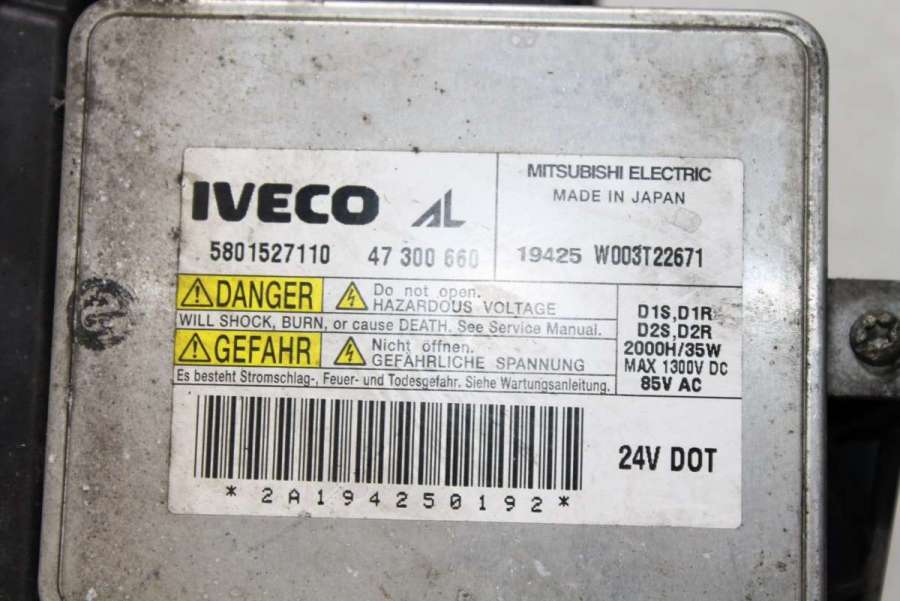 IVECO AL
5801527110 47 300 660
MITSUBISHI ELECTRIC
MADE IN JAPAN
19425 W003T22671
DANGER Do not open.
HAZARDOUS VOLTAGE
WILL SHOCK, BURN, or cause DEATH. See Service Manual.
GEFAHR Nicht öffnen.
GEFÄHRLICHE SPANNUNG
Es besteht Stromschlag-, Feuer- und Todesgefahr. Siehe Wartungsanleitung.
D1S,D1R
D2S,D2R
2000H/35W
MAX 1300V DC
85V AC
*2A194250192*
24V DOT